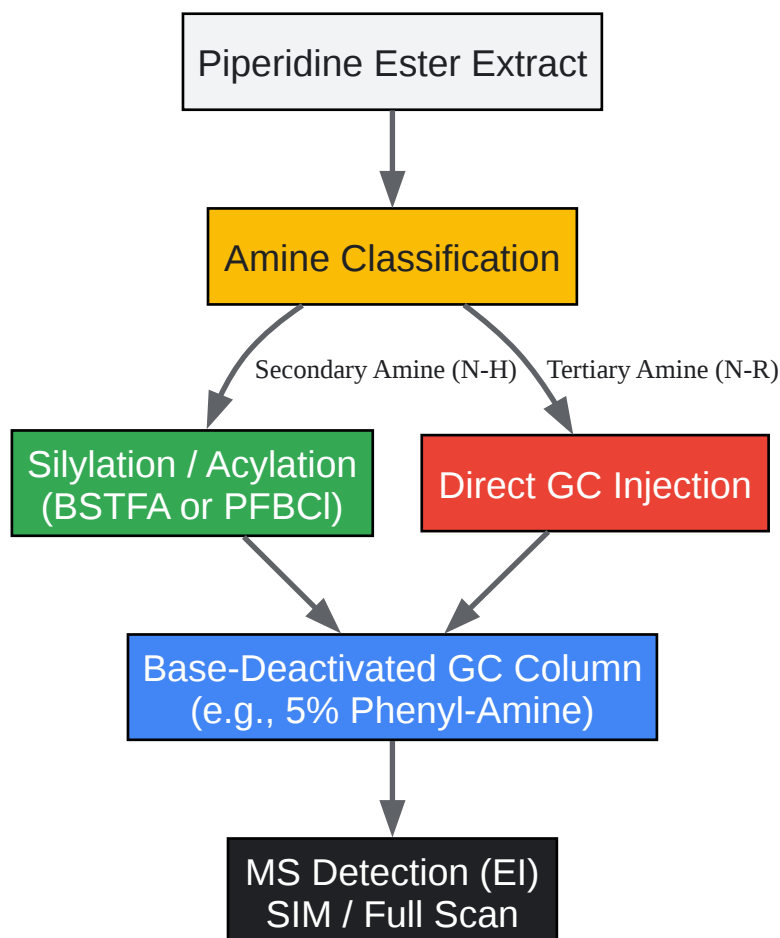 Piperidine Ester Extract
Amine Classification
Secondary Amine (N-H)
Tertiary Amine (N-R)
Silylation / Acylation
(BSTFA or PFBCl)
Direct GC Injection
Base-Deactivated GC Column
(e.g., 5% Phenyl-Amine)
MS Detection (EI)
SIM / Full Scan